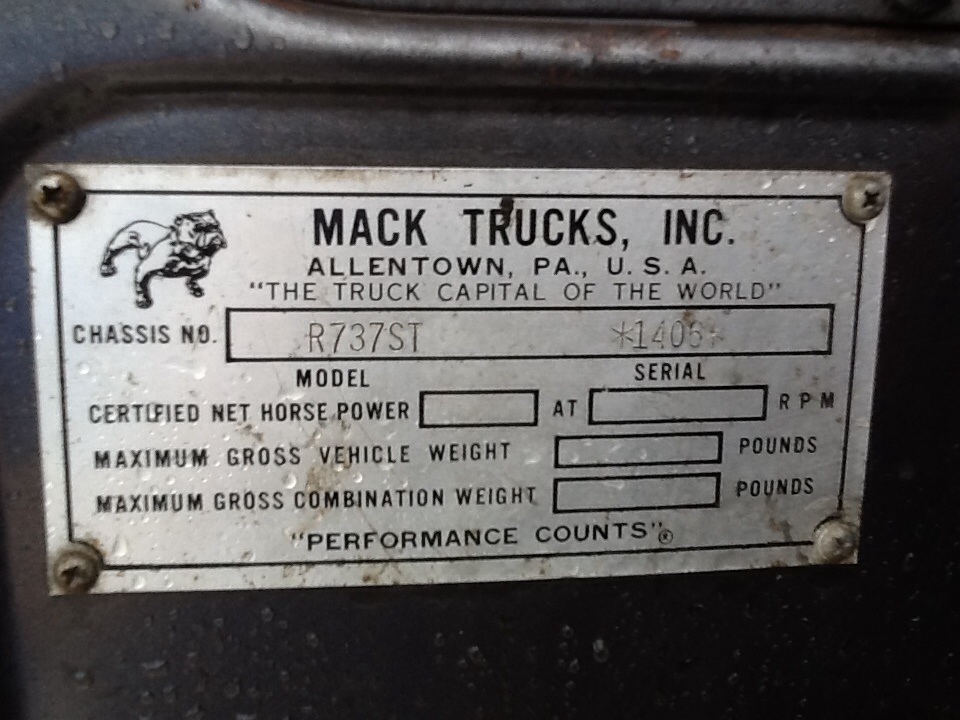 MACK TRUCKS, INC.
ALLENTOWN, PA., U. S. A.
"THE TRUCK CAPITAL OF THE WORLD"
CHASSIS NO. R737ST *1406*
MODEL SERIAL
CERTIFIED NET HORSE POWER AT RPM
MAXIMUM GROSS VEHICLE WEIGHT POUNDS
MAXIMUM GROSS COMBINATION WEIGHT POUNDS
"PERFORMANCE COUNTS"®